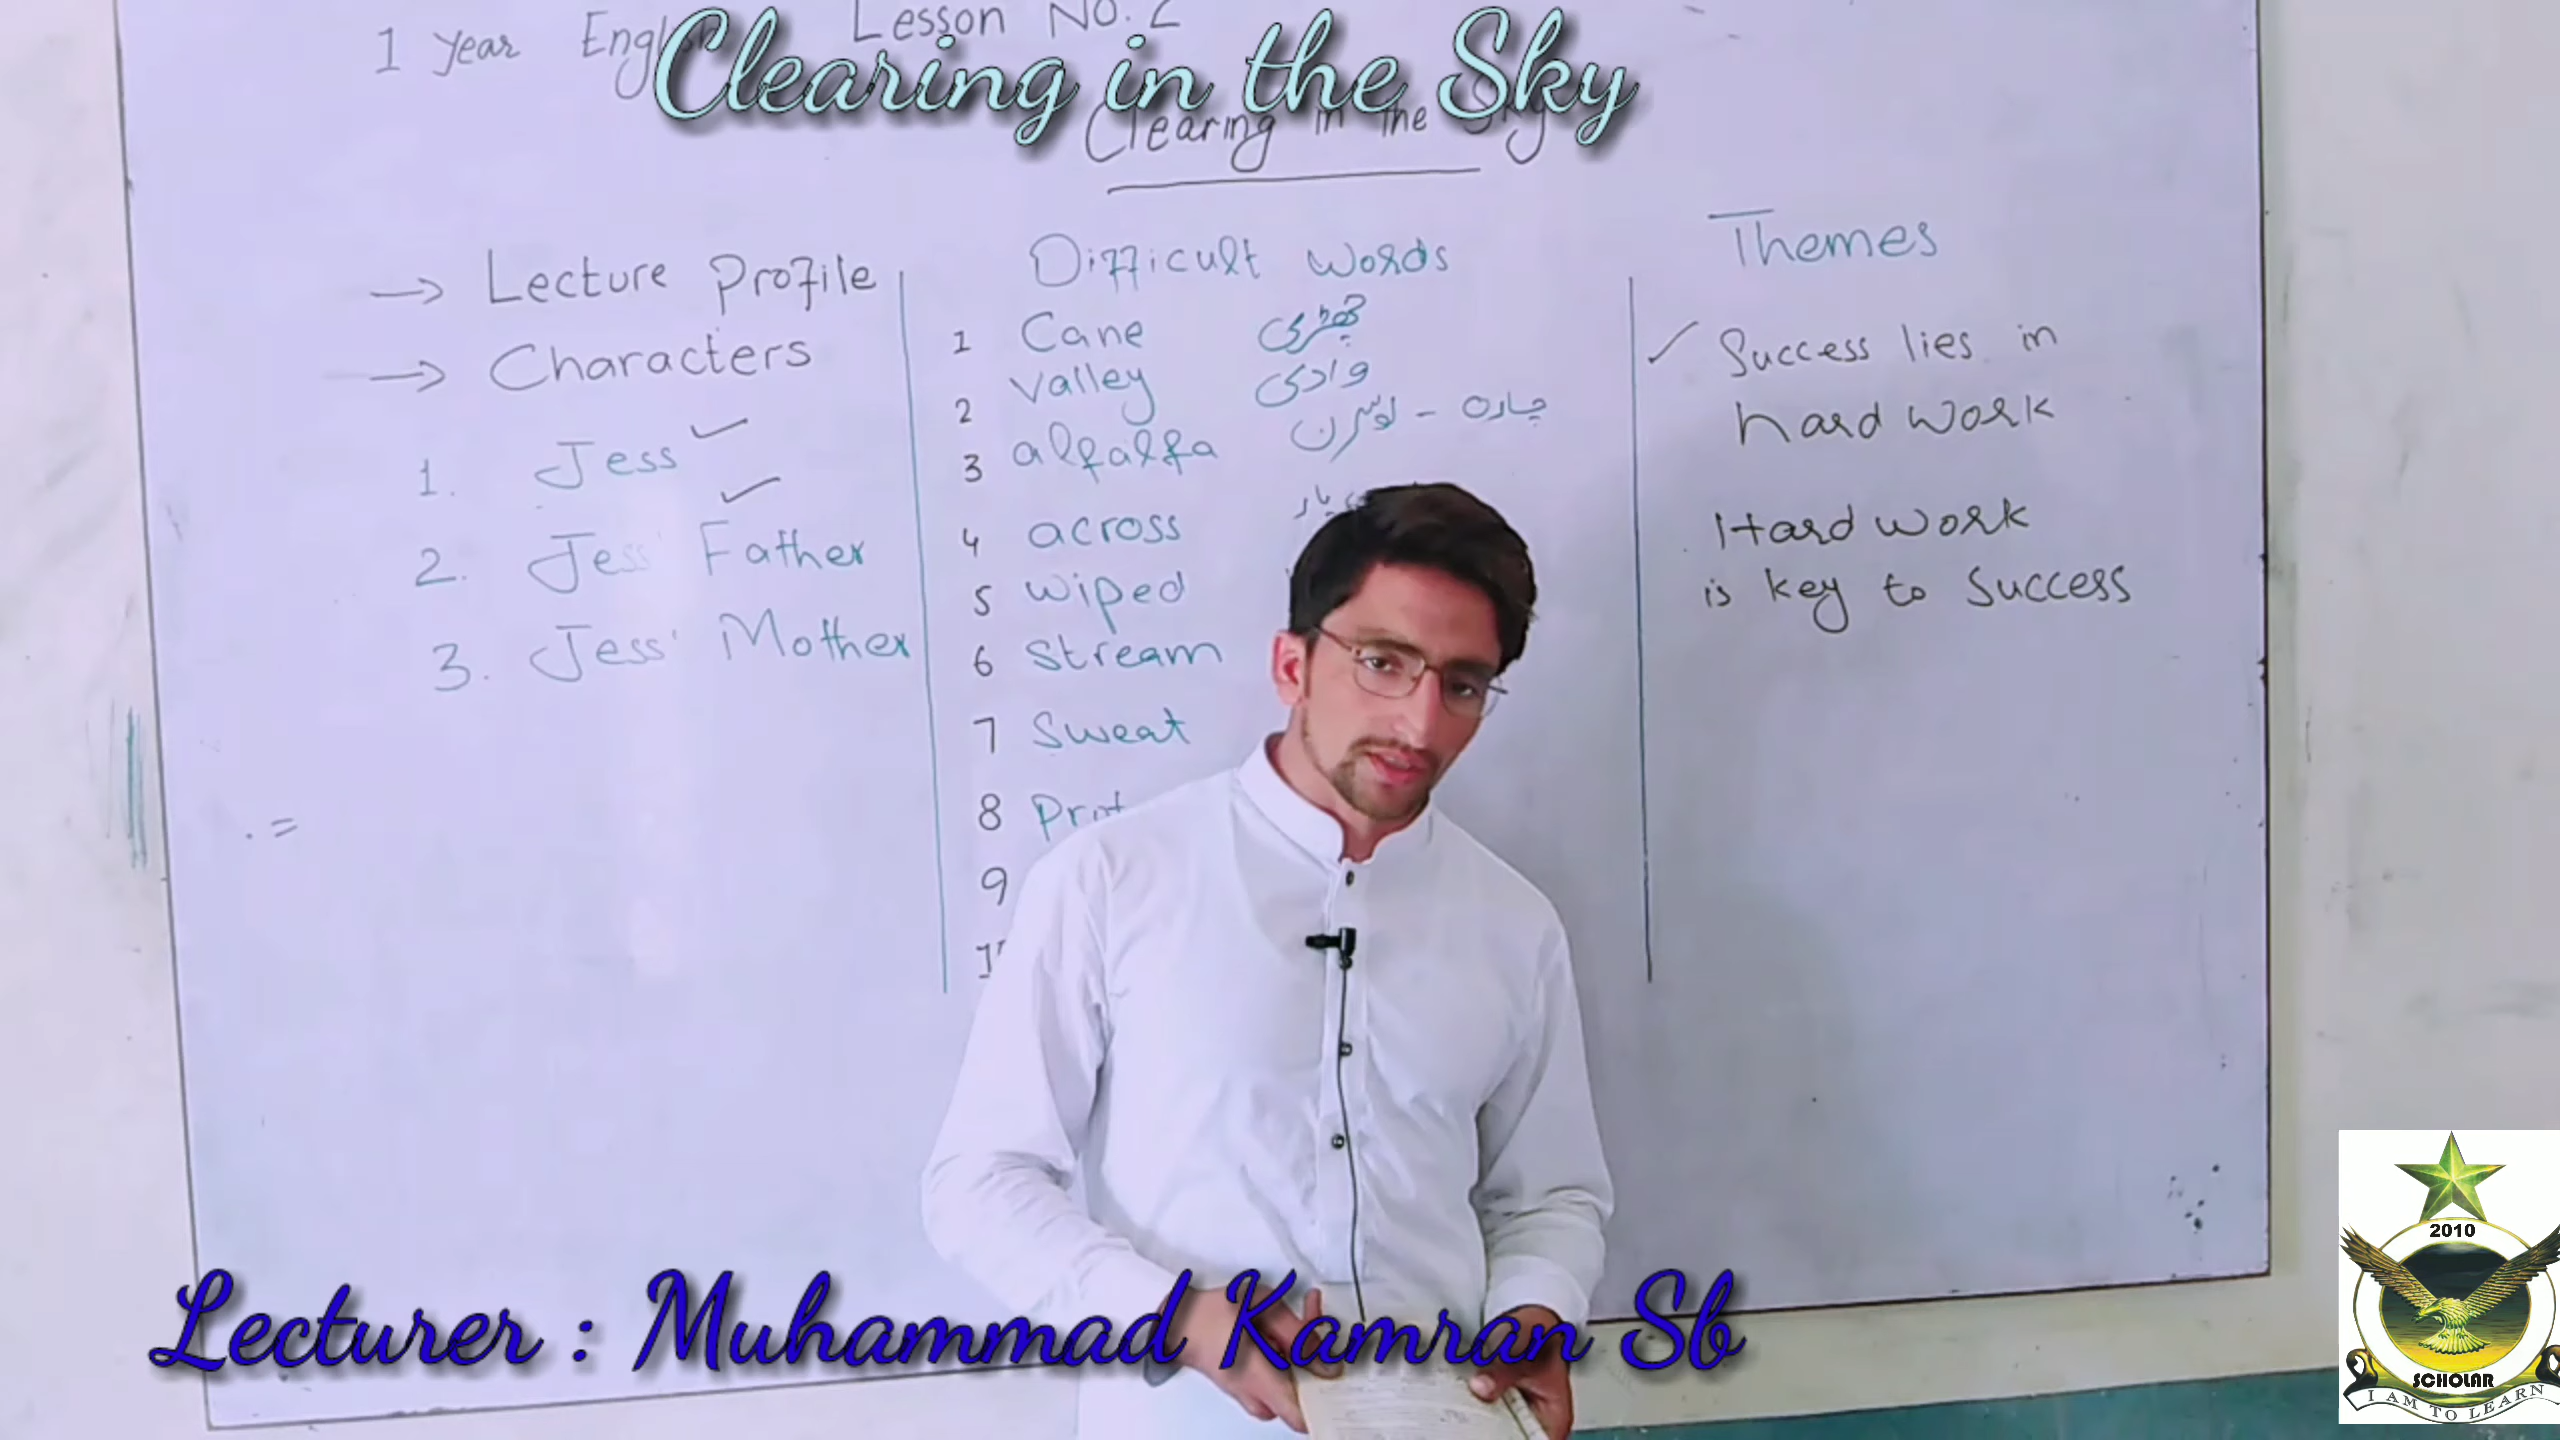 1 Year English Lesson No. 2
Clearing in the Sky
Clearing in the Sky
→ Lecture Profile
→ Characters
1. Jess ✓
2. Jess' Father ✓
3. Jess' Mother
Difficult Words
1 Cane چھڑی
2 Valley وادی
3 alfalfa چارہ - لوسرن
4 across پار
5 wiped
6 Stream
7 Sweat
8
9
Themes
✓ Success lies in
hard work
Hard work
is key to success
Lecturer : Muhammad Kamran Sb
2010
SCHOLAR
I AM TO LEARN